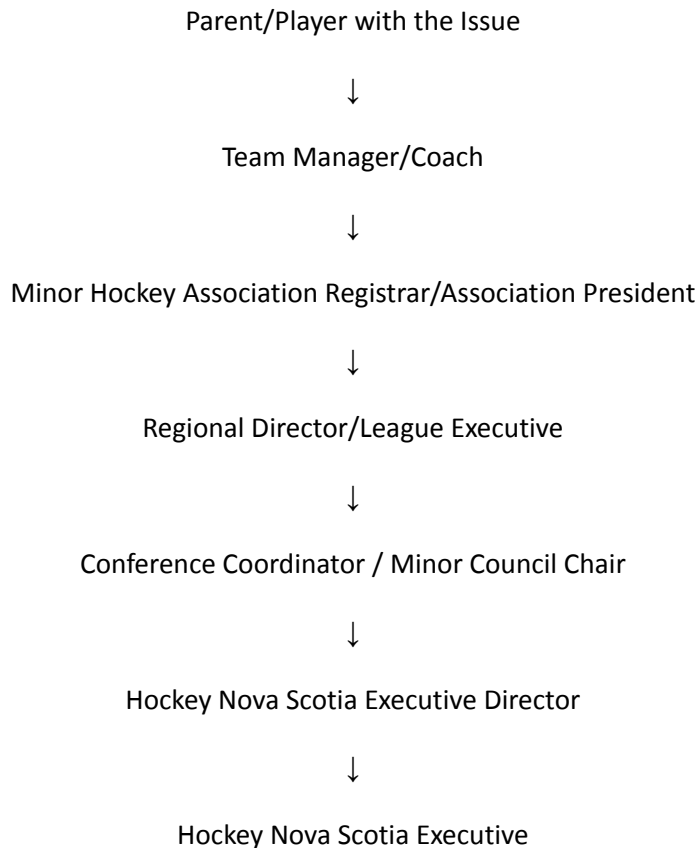 Parent/Player with the Issue
↓
Team Manager/Coach
↓
Minor Hockey Association Registrar/Association President
↓
Regional Director/League Executive
↓
Conference Coordinator / Minor Council Chair
↓
Hockey Nova Scotia Executive Director
↓
Hockey Nova Scotia Executive